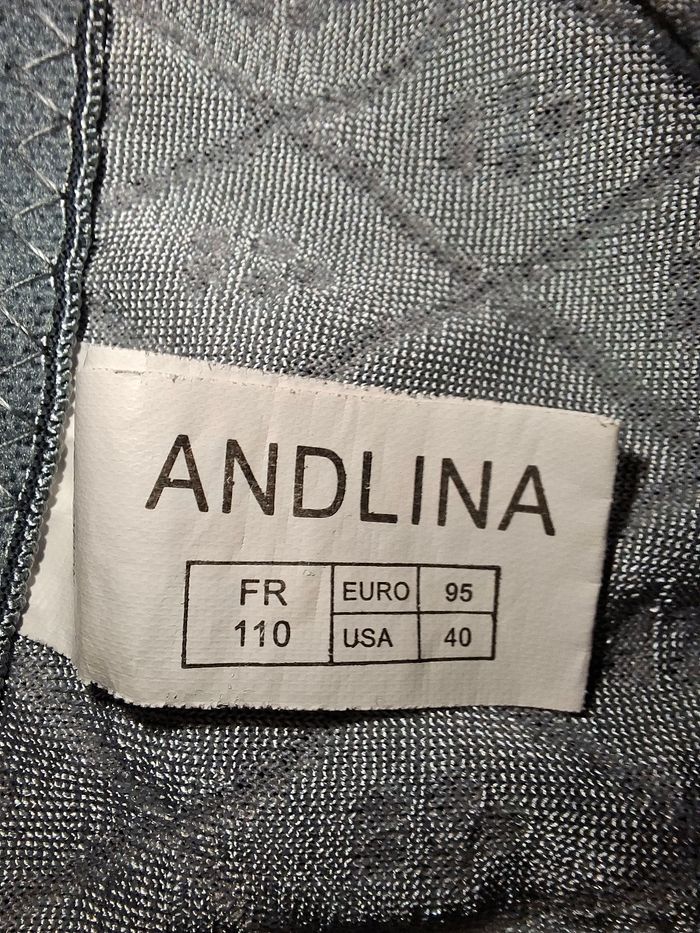 ANDLINA
FR 110
EURO 95
USA 40